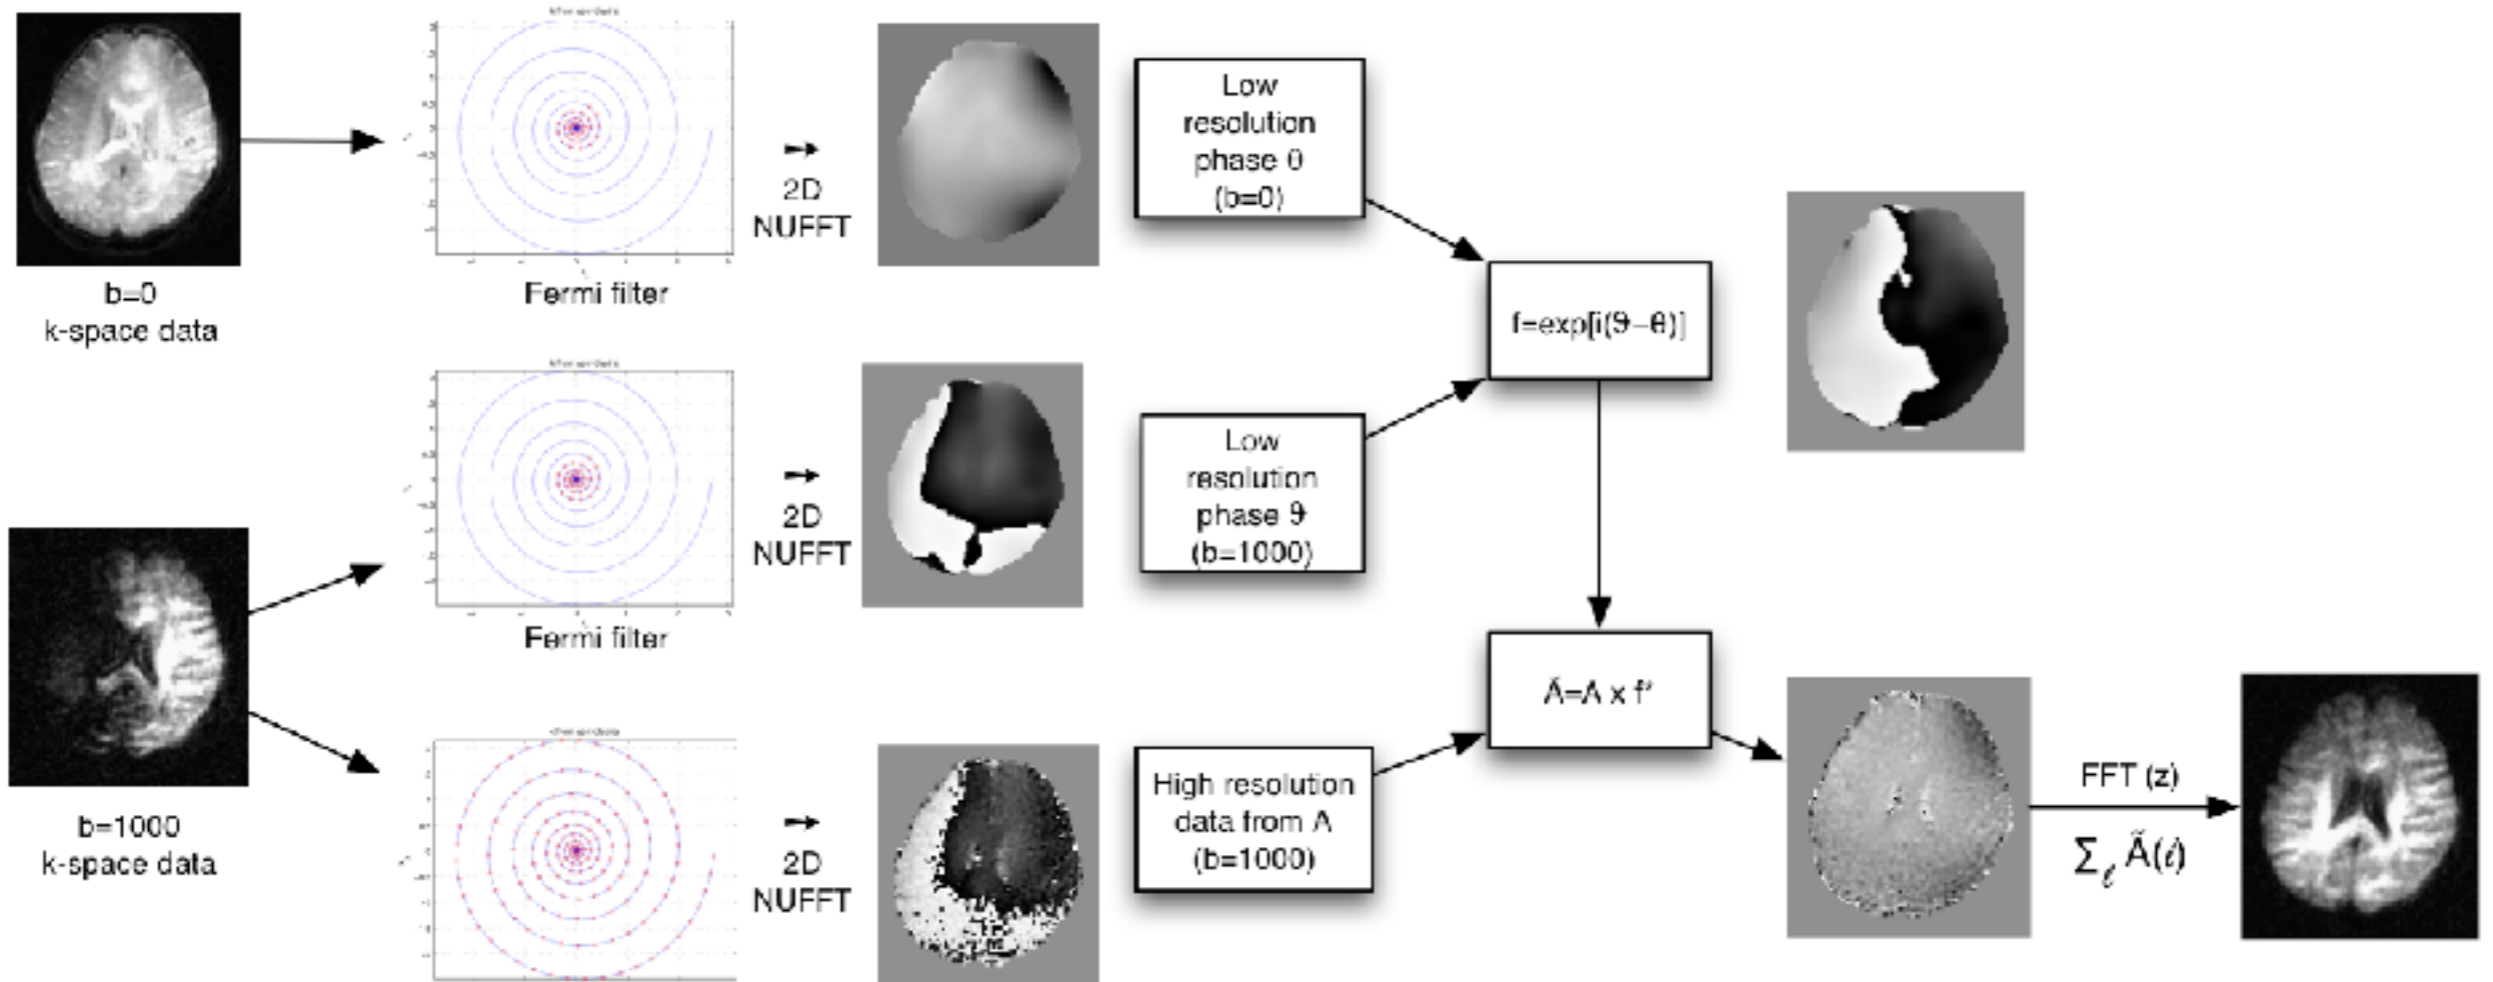 b=0
k-space data
Fermi filter
2D
NUFFT
Low
resolution
phase θ
(b=0)
f=exp[i(ϑ−θ)]
b=1000
k-space data
Fermi filter
2D
NUFFT
Low
resolution
phase ϑ
(b=1000)
Ã=A x f*
2D
NUFFT
High resolution
data from A
(b=1000)
FFT (z)
∑ℓ Ã(ℓ)